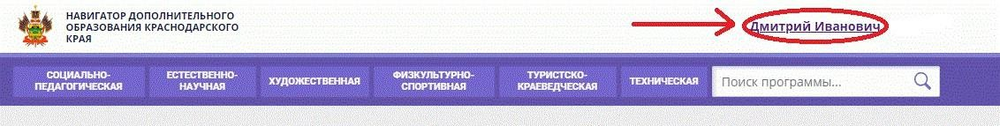 НАВИГАТОР ДОПОЛНИТЕЛЬНОГО
ОБРАЗОВАНИЯ КРАСНОДАРСКОГО
КРАЯ
Дмитрий Иванович
СОЦИАЛЬНО-
ПЕДАГОГИЧЕСКАЯ
ЕСТЕСТВЕННО-
НАУЧНАЯ
ХУДОЖЕСТВЕННАЯ
ФИЗКУЛЬТУРНО-
СПОРТИВНАЯ
ТУРИСТСКО-
КРАЕВЕДЧЕСКАЯ
ТЕХНИЧЕСКАЯ
Поиск программы...